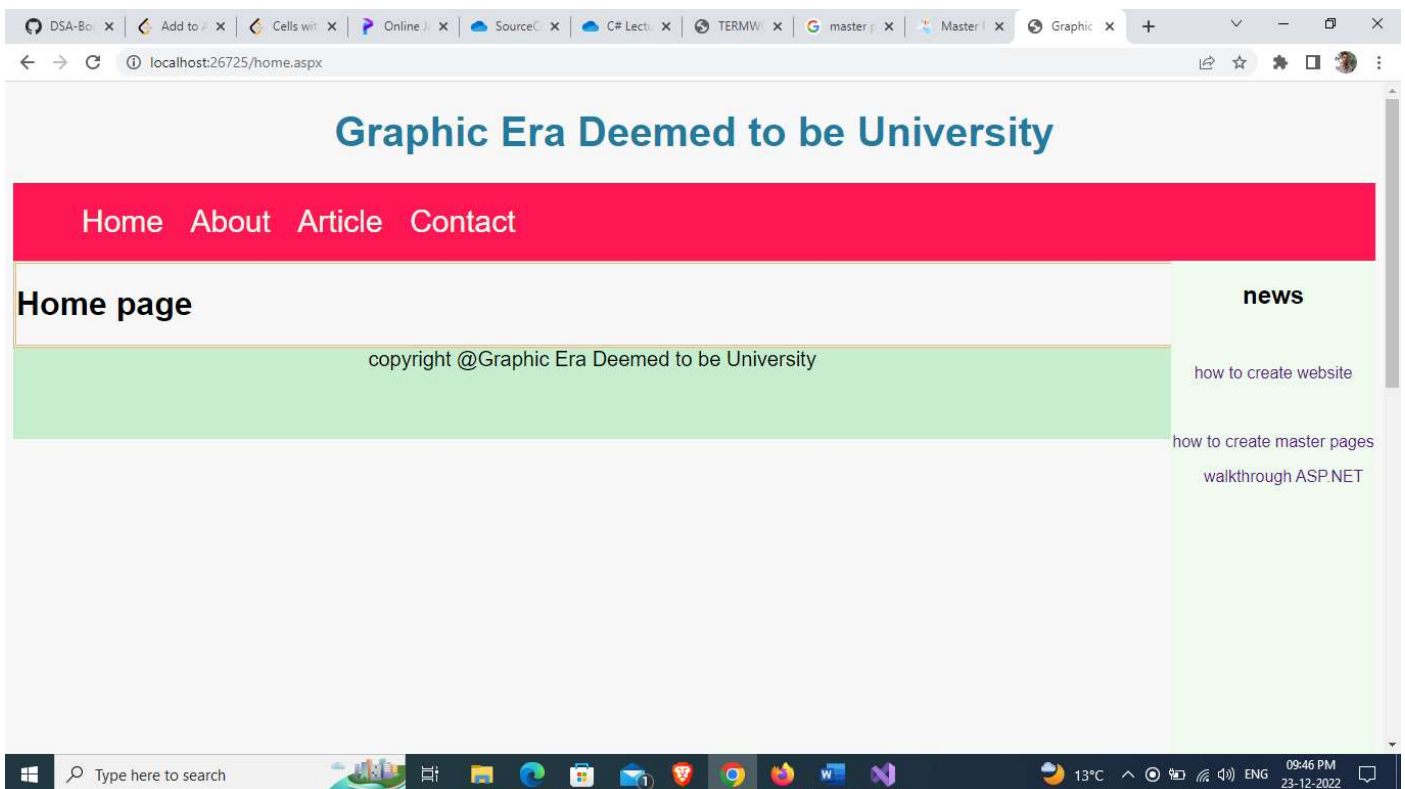 DSA-Bo
Add to A
Cells wit
Online J
SourceC
C# Lectu
TERMW
master p
Master
Graphic
localhost:26725/home.aspx
Graphic Era Deemed to be University
Home About Article Contact
Home page
news
copyright @Graphic Era Deemed to be University
how to create website
how to create master pages
walkthrough ASP.NET
Type here to search
1
13°C
ENG
09:46 PM
23-12-2022